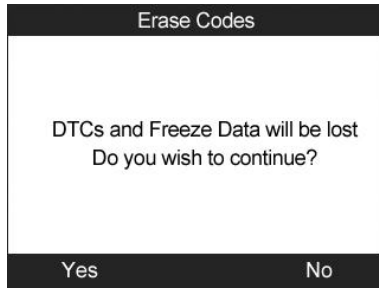 Erase Codes
DTCs and Freeze Data will be lost
Do you wish to continue?
Yes No